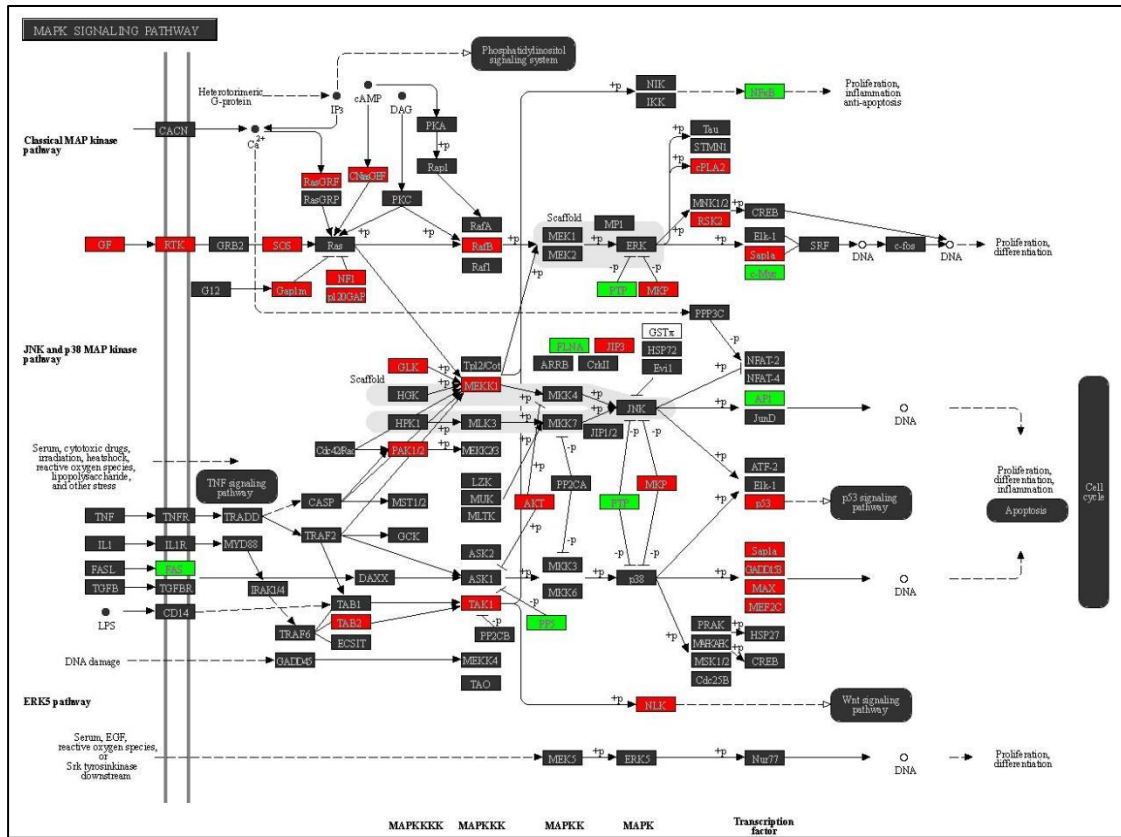 MAPK SIGNALING PATHWAY
Phosphatidylinositol
signaling system
Heterotorimeric
G-protein
IP3
cAMP
DAG
NIK
IKK
+p
NFκB
Proliferation,
inflammation
anti-apoptosis
CACN
Ca2+
PKA
+p
Rap1
Classical MAP kinase
pathway
RasGRF
RasGRP
CNrasGEF
PKC
Tau
STMN1
cPLA2
+p
MNK1/2
RSK2
CREB
GF
RTK
GRB2
SOS
Ras
+p
RafA
RafB
Raf1
+p
Scaffold
MEK1
MEK2
MP1
+p
ERK
+p
Elk-1
Sap1a
c-Myc
SRF
DNA
c-fos
DNA
Proliferation,
differentiation
G12
Gap1m
NF1
p120GAP
-p
-p
PTP
MKP
PPP3C
-p
JNK and p38 MAP kinase
pathway
GLK
+p
Tpl2/Cot
MEKK1
Scaffold
HGK
HPK1
MLK3
FLNA
JIP3
ARRB
CrkII
GSTπ
HSP72
Evi1
MKK4
MKK7
+p
JNK
JIP1/2
NFAT-2
NFAT-4
AP1
JunD
+p
DNA
Cdc42/Rac
PAK1/2
+p
MEKK2/3
Serum, cytotoxic drugs,
irradiation, heatshock,
reactive oxygen species,
lipopolysaccharide,
and other stress
TNF signaling
pathway
CASP
MST1/2
LZK
MUK
MLTK
AKT
PP2CA
-p
PTP
MKP
-p
-p
ATF-2
Elk-1
p53
p53 signaling
pathway
Proliferation,
differentiation,
inflammation
Apoptosis
Cell
cycle
TNF
TNFR
TRADD
TRAF2
GCK
IL1
IL1R
MYD88
ASK2
MKK3
MKK6
FASL
FAS
DAXX
ASK1
+p
+p
p38
+p
Sap1a
GADD153
MAX
MEF2C
DNA
TGFB
TGFBR
IRAK1/4
LPS
CD14
TAB1
TAB2
ECSIT
TRAF6
TAK1
-p
PP2CB
-p
PP5
PRAK
MAPKAPK
MSK1/2
Cdc25B
+p
+p
HSP27
CREB
DNA damage
GADD45
MEKK4
TAO
ERK5 pathway
+p
NLK
Wnt signaling
pathway
Serum, EGF,
reactive oxygen species,
or
Srk tyrosinkinase
downstream
MEK5
+p
ERK5
+p
Nur77
DNA
Proliferation,
differentiation
MAPKKKK
MAPKKK
MAPKK
MAPK
Transcription
factor